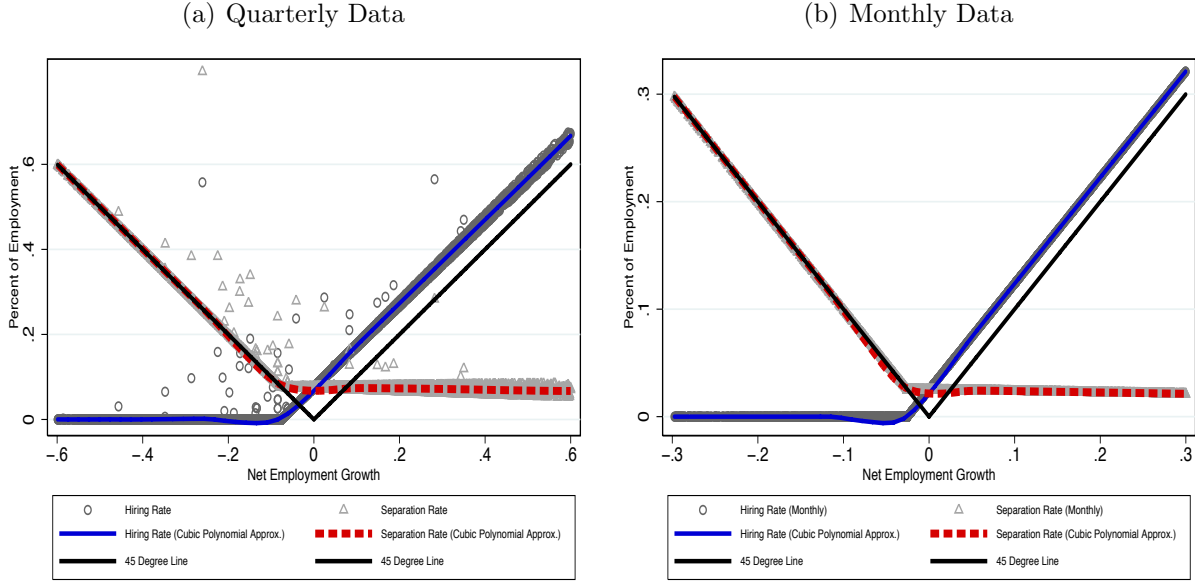 (a) Quarterly Data
Percent of Employment
.6
.4
.2
0
-.6
-.4
-.2
0
.2
.4
.6
Net Employment Growth
Hiring Rate
Separation Rate
Hiring Rate (Cubic Polynomial Approx.)
Separation Rate (Cubic Polynomial Approx.)
45 Degree Line
45 Degree Line
(b) Monthly Data
Percent of Employment
.3
.2
.1
0
-.3
-.2
-.1
0
.1
.2
.3
Net Employment Growth
Hiring Rate (Monthly)
Separation Rate (Monthly)
Hiring Rate (Cubic Polynomial Approx.)
Separation Rate (Cubic Polynomial Approx.)
45 Degree Line
45 Degree Line